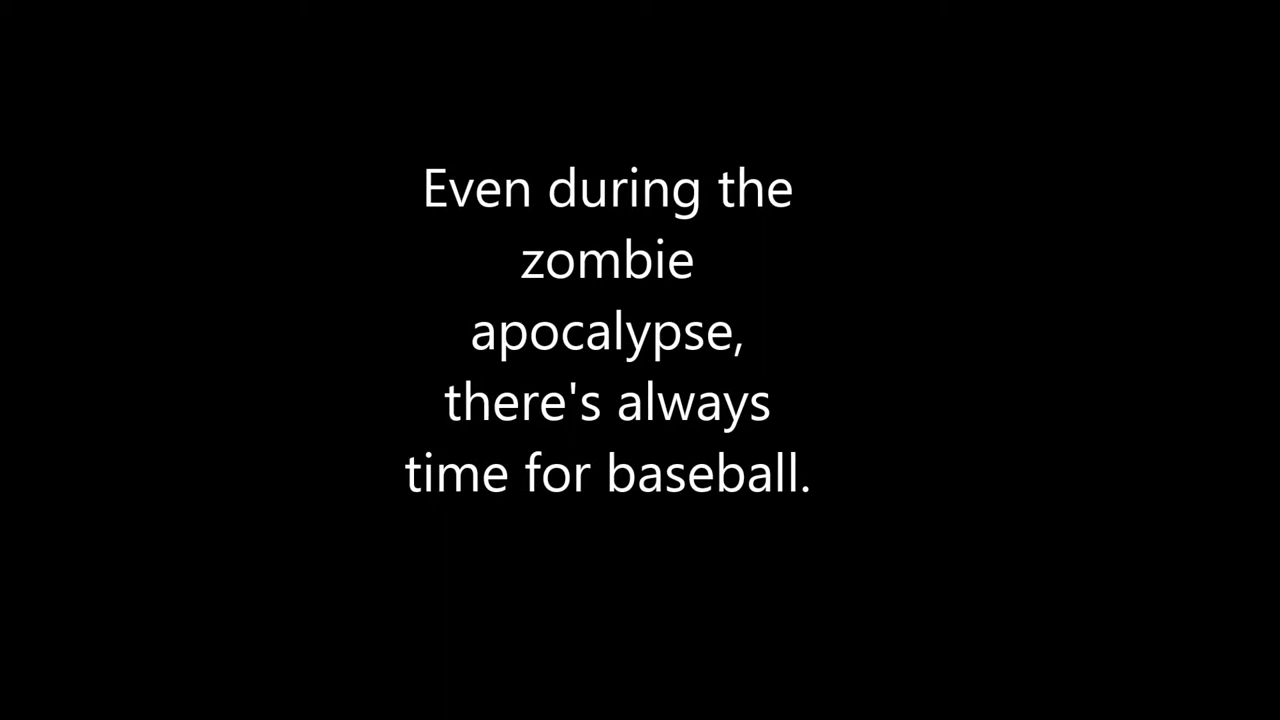 Even during the
zombie
apocalypse,
there's always
time for baseball.